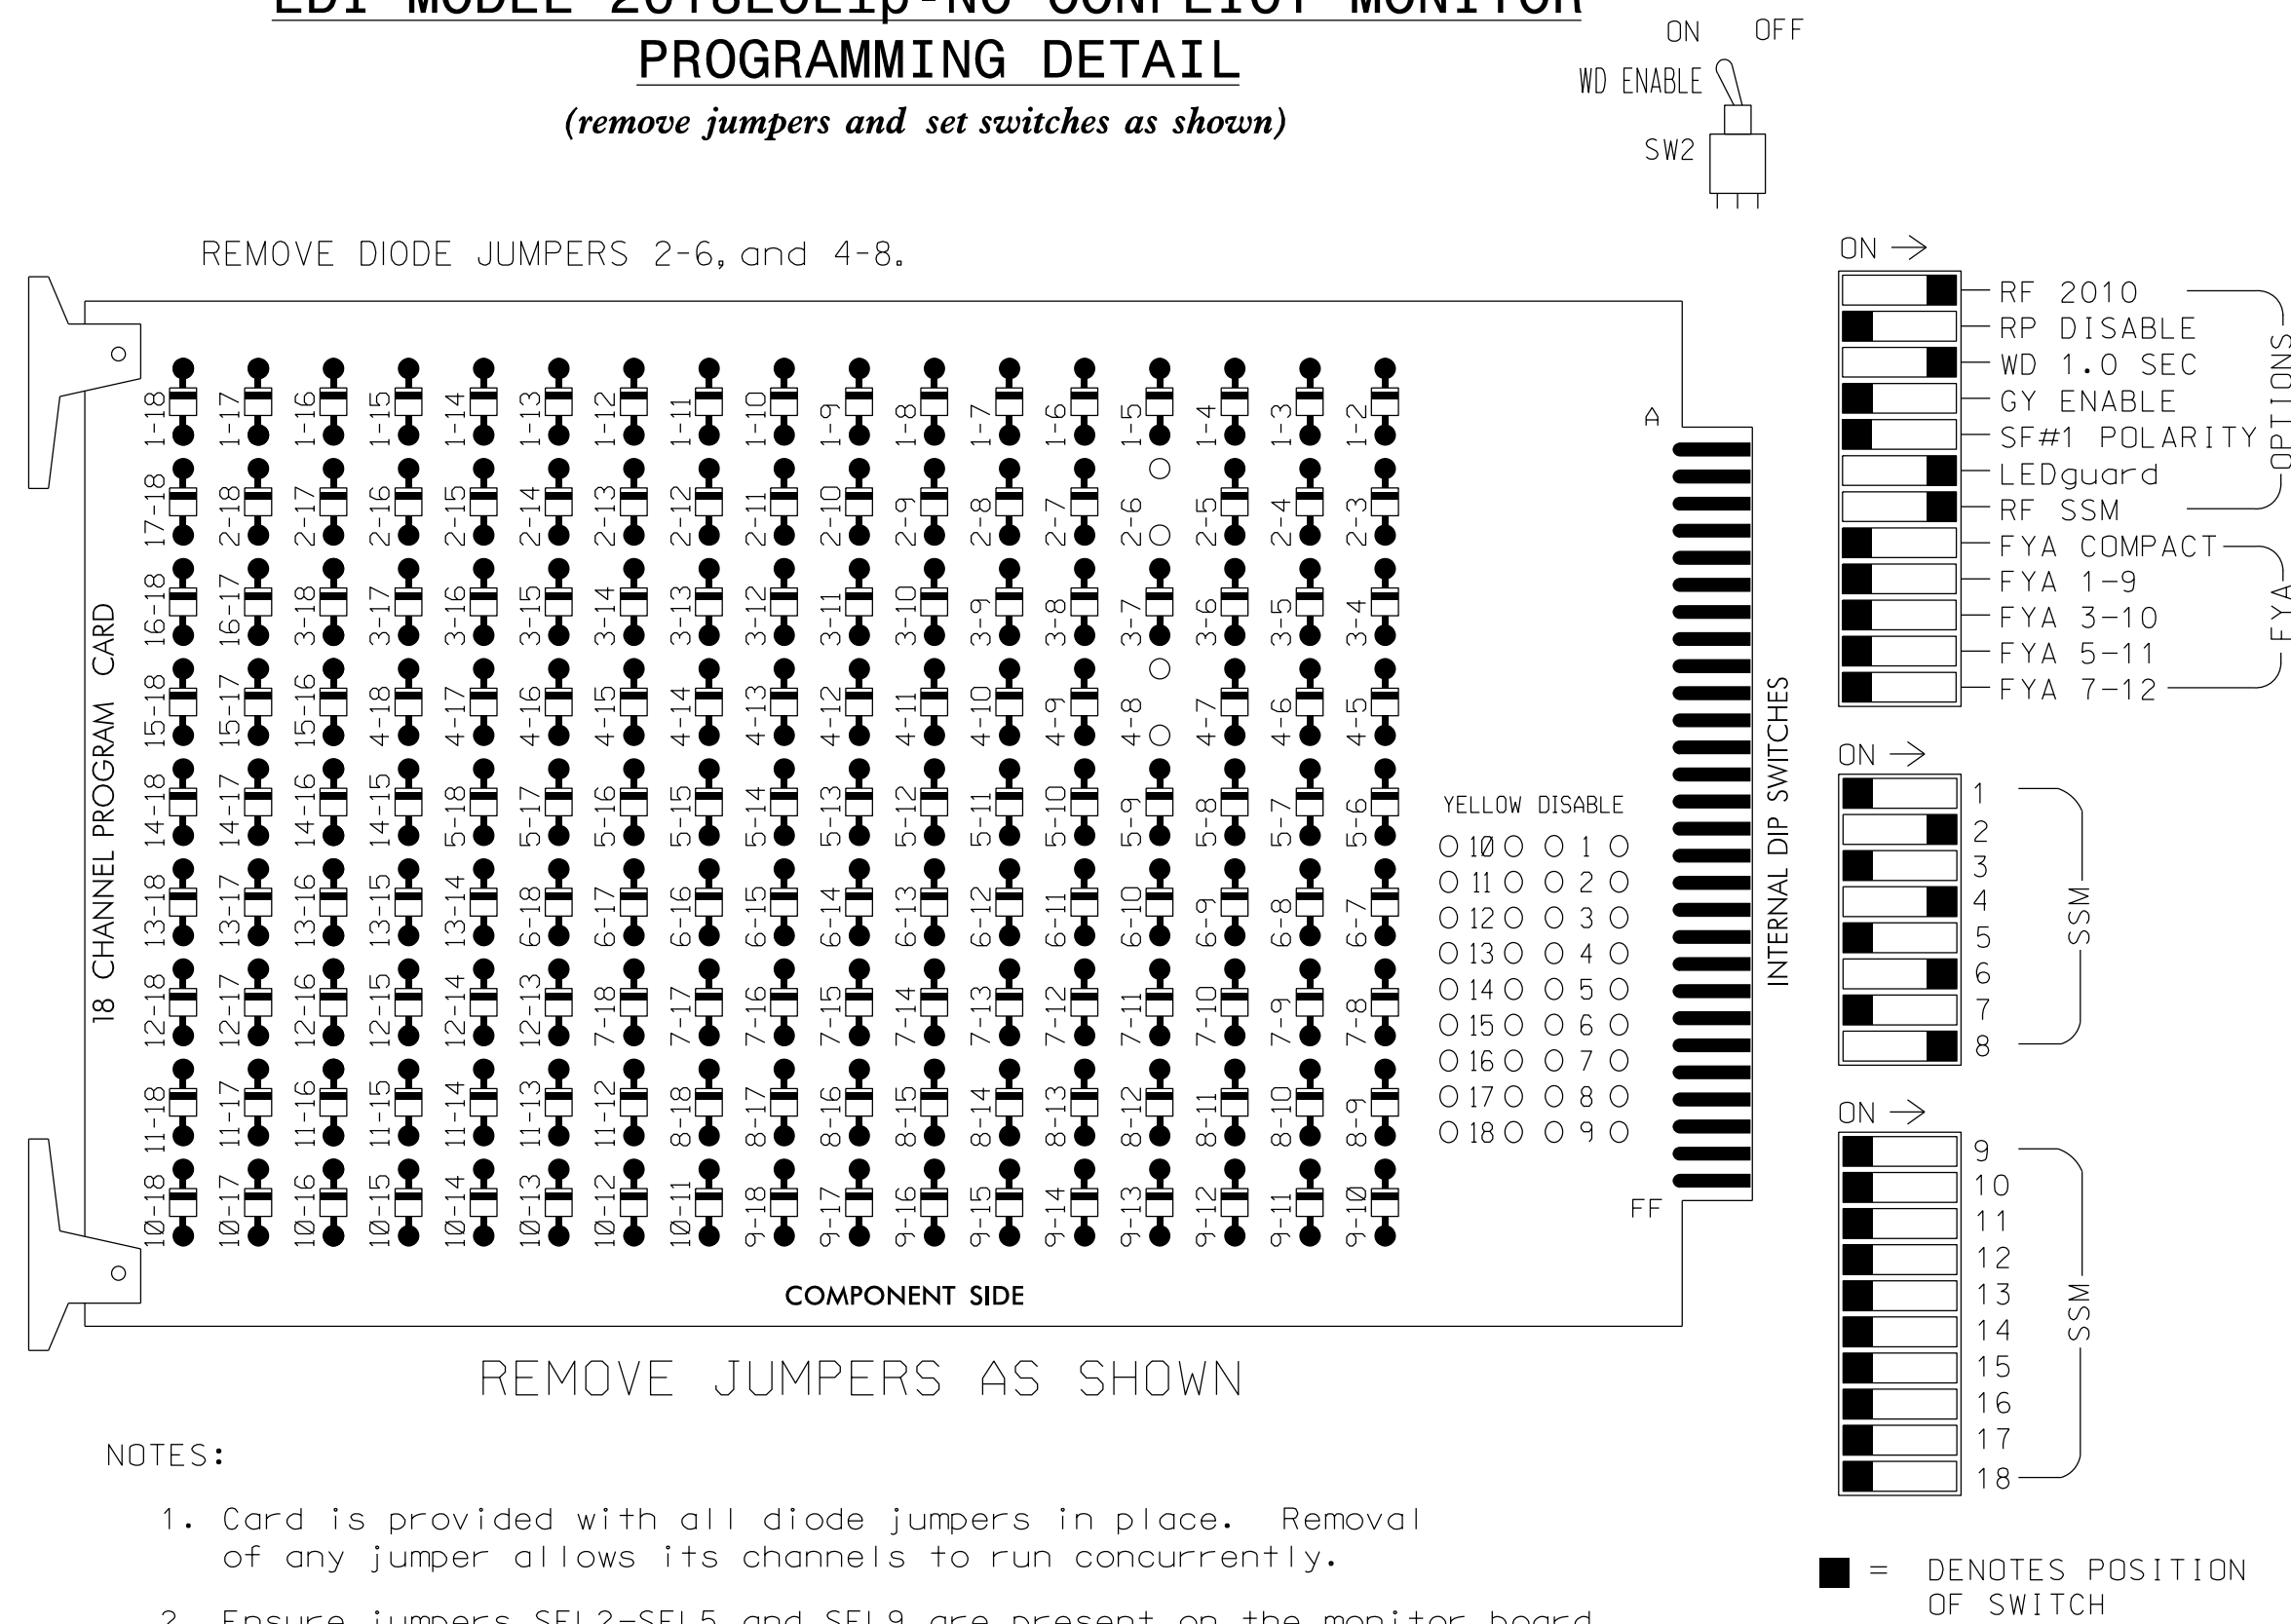 PROGRAMMING DETAIL
(remove jumpers and set switches as shown)
ON OFF
WD ENABLE
SW2
REMOVE DIODE JUMPERS 2-6, and 4-8.
18 CHANNEL PROGRAM CARD
1-18 1-17 1-16 1-15 1-14 1-13 1-12 1-11 1-10 1-9 1-8 1-7 1-6 1-5 1-4 1-3 1-2
17-18 2-18 2-17 2-16 2-15 2-14 2-13 2-12 2-11 2-10 2-9 2-8 2-7 2-6 2-5 2-4 2-3
16-18 16-17 3-18 3-17 3-16 3-15 3-14 3-13 3-12 3-11 3-10 3-9 3-8 3-7 3-6 3-5 3-4
15-18 15-17 15-16 4-18 4-17 4-16 4-15 4-14 4-13 4-12 4-11 4-10 4-9 4-8 4-7 4-6 4-5
14-18 14-17 14-16 14-15 5-18 5-17 5-16 5-15 5-14 5-13 5-12 5-11 5-10 5-9 5-8 5-7 5-6
13-18 13-17 13-16 13-15 13-14 6-18 6-17 6-16 6-15 6-14 6-13 6-12 6-11 6-10 6-9 6-8 6-7
12-18 12-17 12-16 12-15 12-14 12-13 7-18 7-17 7-16 7-15 7-14 7-13 7-12 7-11 7-10 7-9 7-8
11-18 11-17 11-16 11-15 11-14 11-13 11-12 8-18 8-17 8-16 8-15 8-14 8-13 8-12 8-11 8-10 8-9
10-18 10-17 10-16 10-15 10-14 10-13 10-12 10-11 9-18 9-17 9-16 9-15 9-14 9-13 9-12 9-11 9-10
A
YELLOW DISABLE
10 1
11 2
12 3
13 4
14 5
15 6
16 7
17 8
18 9
FF
COMPONENT SIDE
INTERNAL DIP SWITCHES
ON →
RF 2010
RP DISABLE
WD 1.0 SEC
GY ENABLE
SF#1 POLARITY
LEDguard
RF SSM
OPTIONS
FYA COMPACT
FYA 1-9
FYA 3-10
FYA 5-11
FYA 7-12
FYA
ON →
1
2
3
4
5
6
7
8
SSM
ON →
9
10
11
12
13
14
15
16
17
18
SSM
REMOVE JUMPERS AS SHOWN
NOTES:
1. Card is provided with all diode jumpers in place. Removal
of any jumper allows its channels to run concurrently.
2. Ensure jumpers SEL2-SEL5 and SEL9 are present on the monitor board
= DENOTES POSITION
OF SWITCH